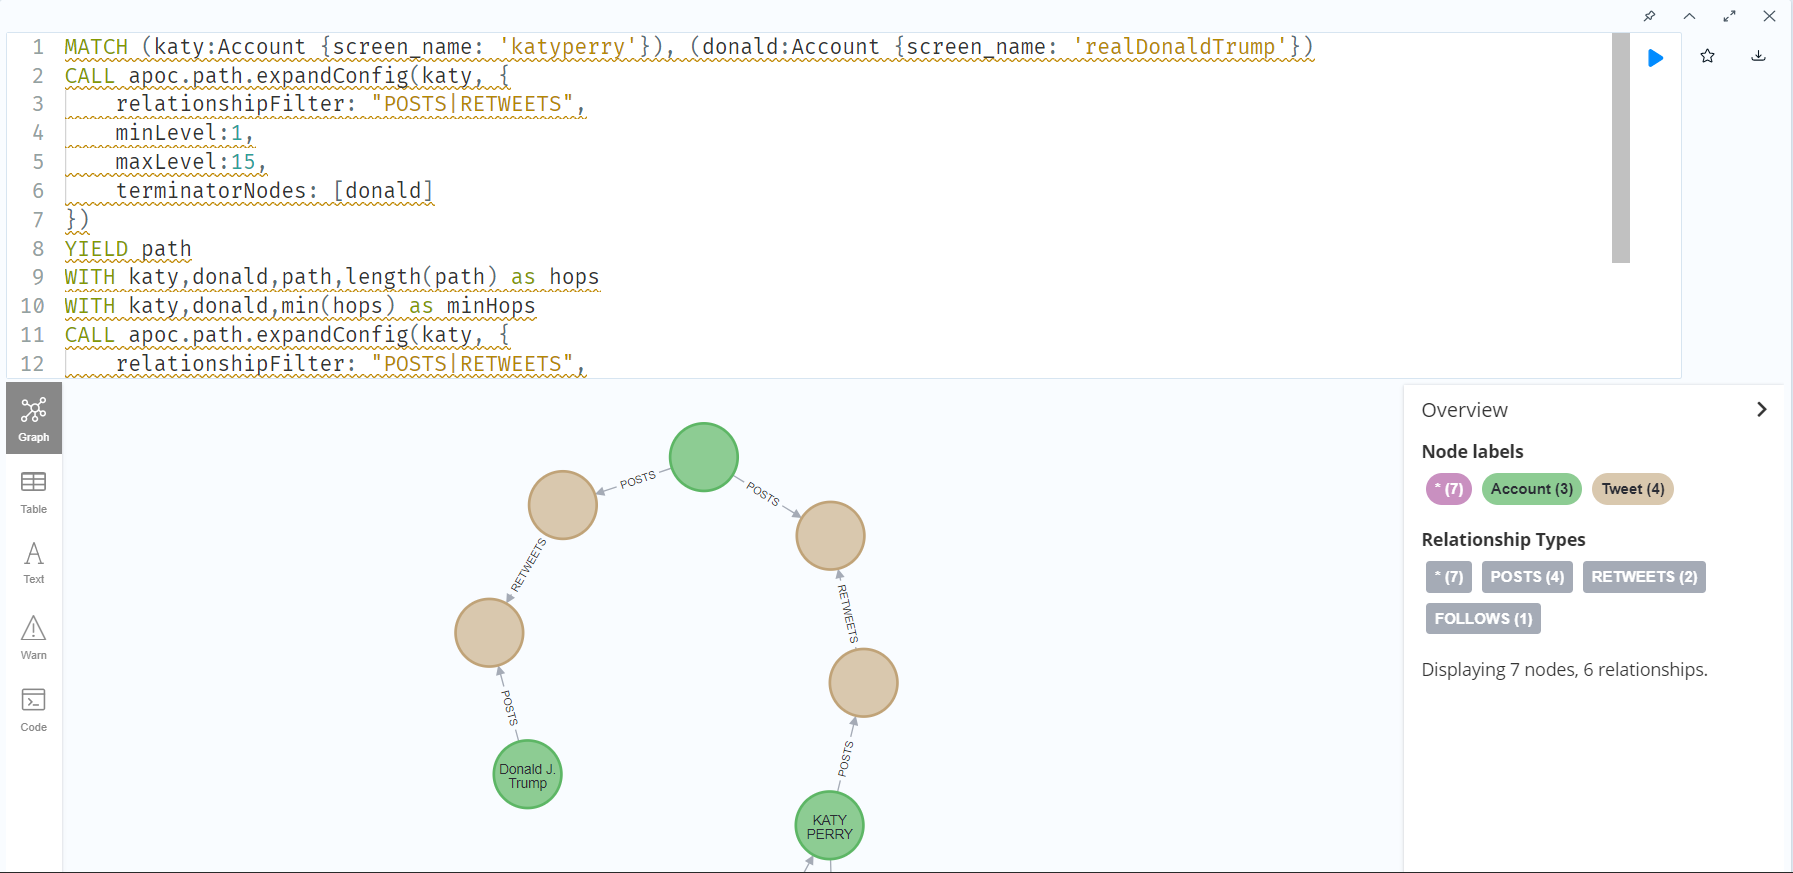 1 MATCH (katy:Account {screen_name: 'katyperry'}), (donald:Account {screen_name: 'realDonaldTrump'})
2 CALL apoc.path.expandConfig(katy, {
3 relationshipFilter: "POSTS|RETWEETS",
4 minLevel:1,
5 maxLevel:15,
6 terminatorNodes: [donald]
7 })
8 YIELD path
9 WITH katy,donald,path,length(path) as hops
10 WITH katy,donald,min(hops) as minHops
11 CALL apoc.path.expandConfig(katy, {
12 relationshipFilter: "POSTS|RETWEETS",
Graph
Table
Text
Warn
Code
POSTS
POSTS
RETWEETS
RETWEETS
POSTS
POSTS
Donald J.
Trump
KATY
PERRY
Overview
Node labels
* (7) Account (3) Tweet (4)
Relationship Types
* (7) POSTS (4) RETWEETS (2)
FOLLOWS (1)
Displaying 7 nodes, 6 relationships.